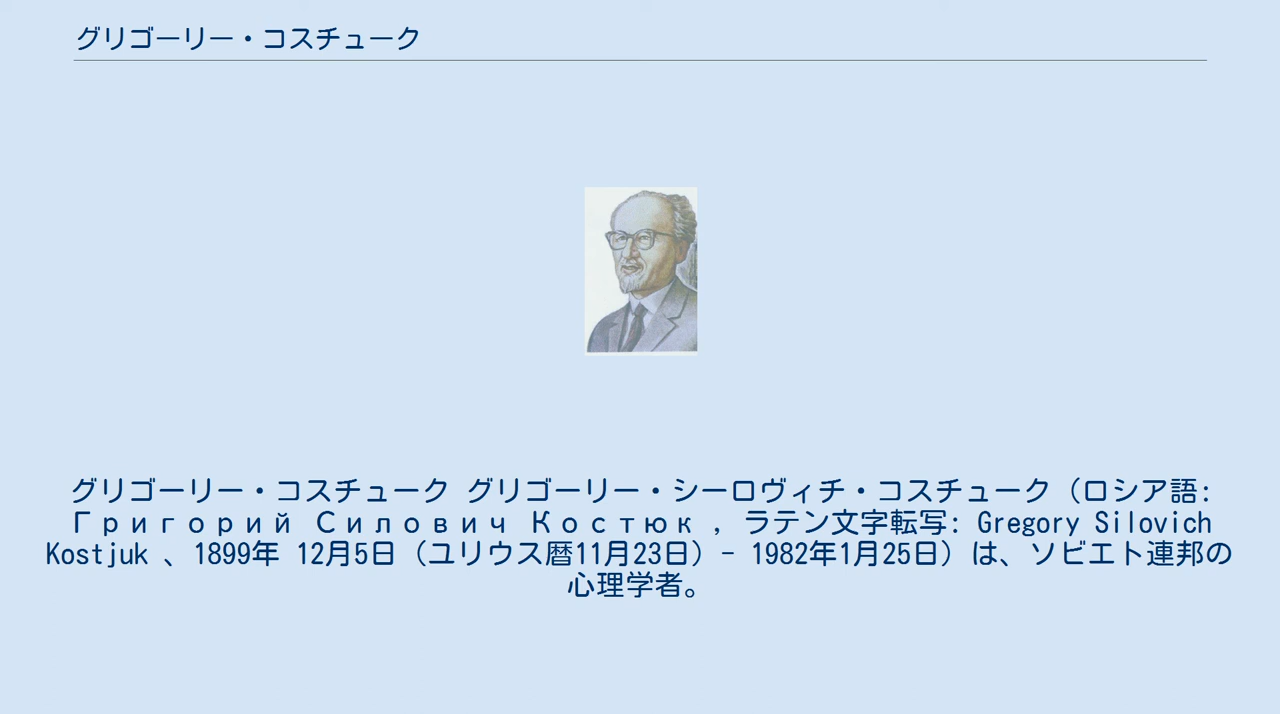 グリゴーリー・コスチューク
グリゴーリー・コスチューク グリゴーリー・シーロヴィチ・コスチューク（ロシア語:
Григорий Силович Костюк , ラテン文字転写: Gregory Silovich
Kostjuk 、1899年 12月5日（ユリウス暦11月23日）- 1982年1月25日）は、ソビエト連邦の
心理学者。